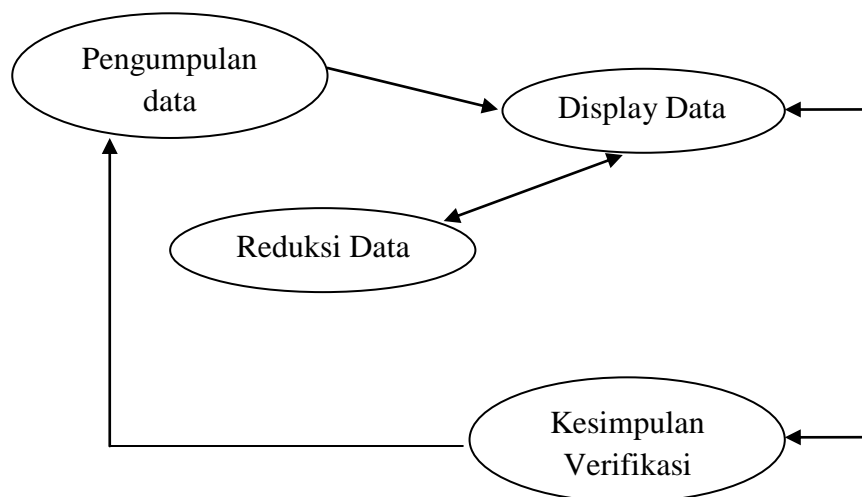 Pengumpulan
data
Display Data
Reduksi Data
Kesimpulan
Verifikasi